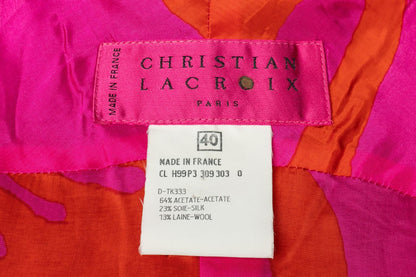 MADE IN FRANCE
CHRISTIAN
LACROIX
PARIS
40
MADE IN FRANCE
CL H99P3 309303 0
D-TK333
64% ACETATE-ACETATE
23% SOIE-SILK
13% LAINE-WOOL